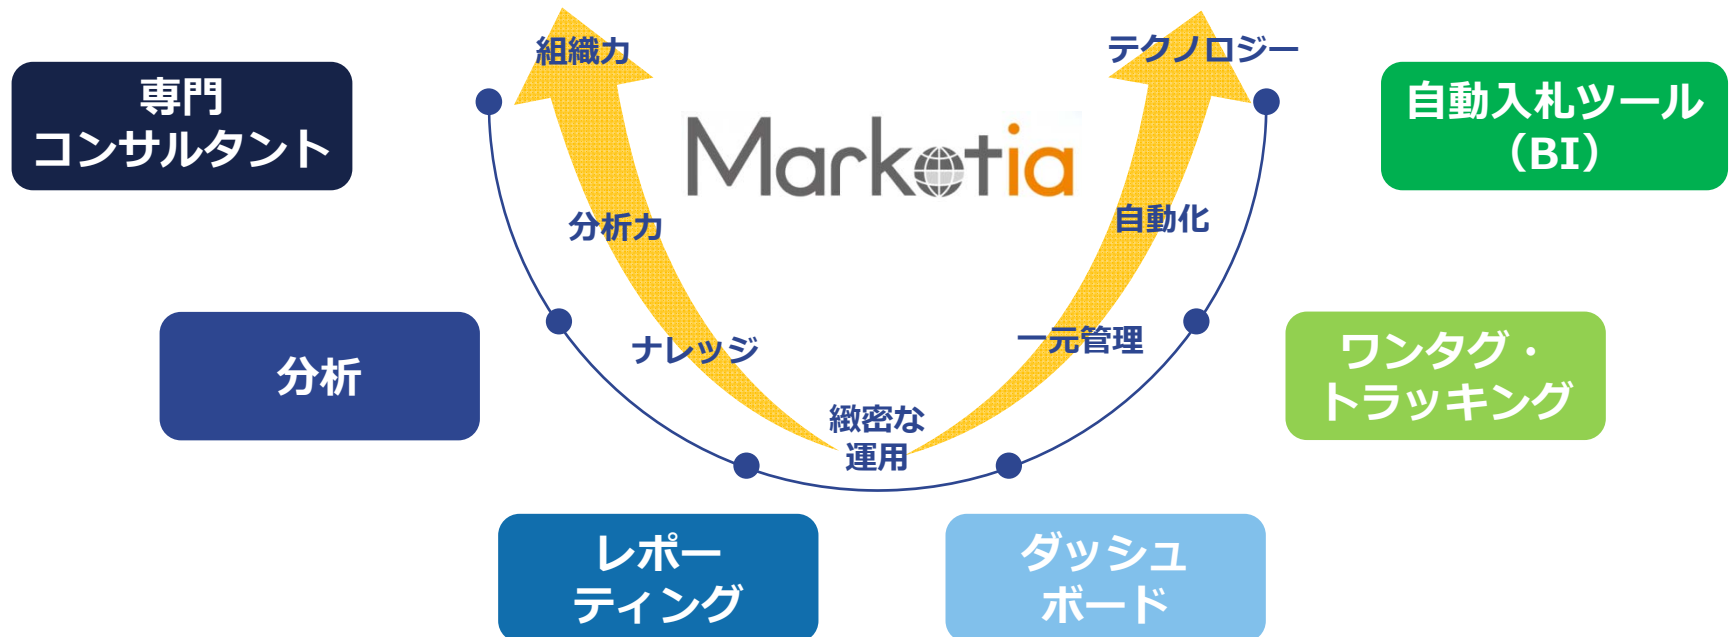 組織力
テクノロジー
専門
コンサルタント
Marketia
自動入札ツール
（BI）
分析力
自動化
ナレッジ
一元管理
分析
ワンタグ・
トラッキング
緻密な
運用
レポー
ティング
ダッシュ
ボード